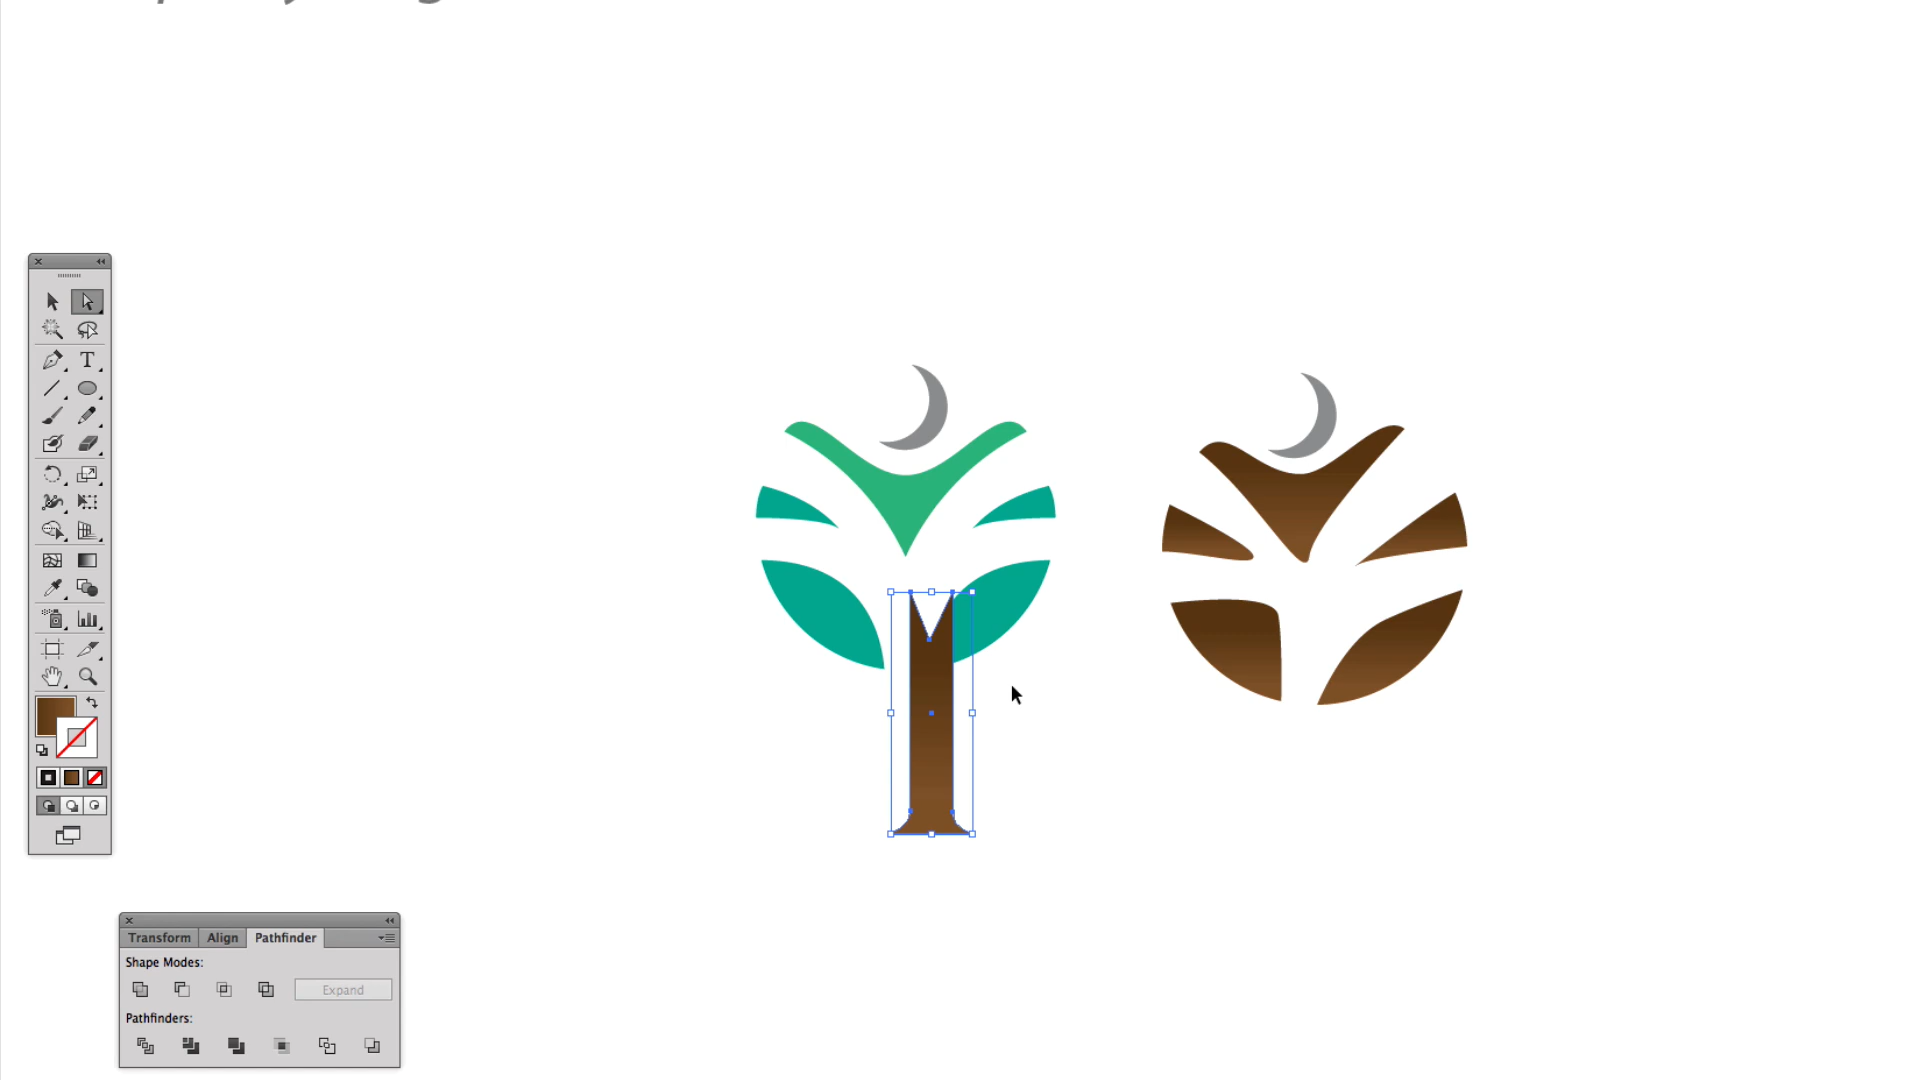 T
Transform
Align
Pathfinder
Shape Modes:
Expand
Pathfinders: